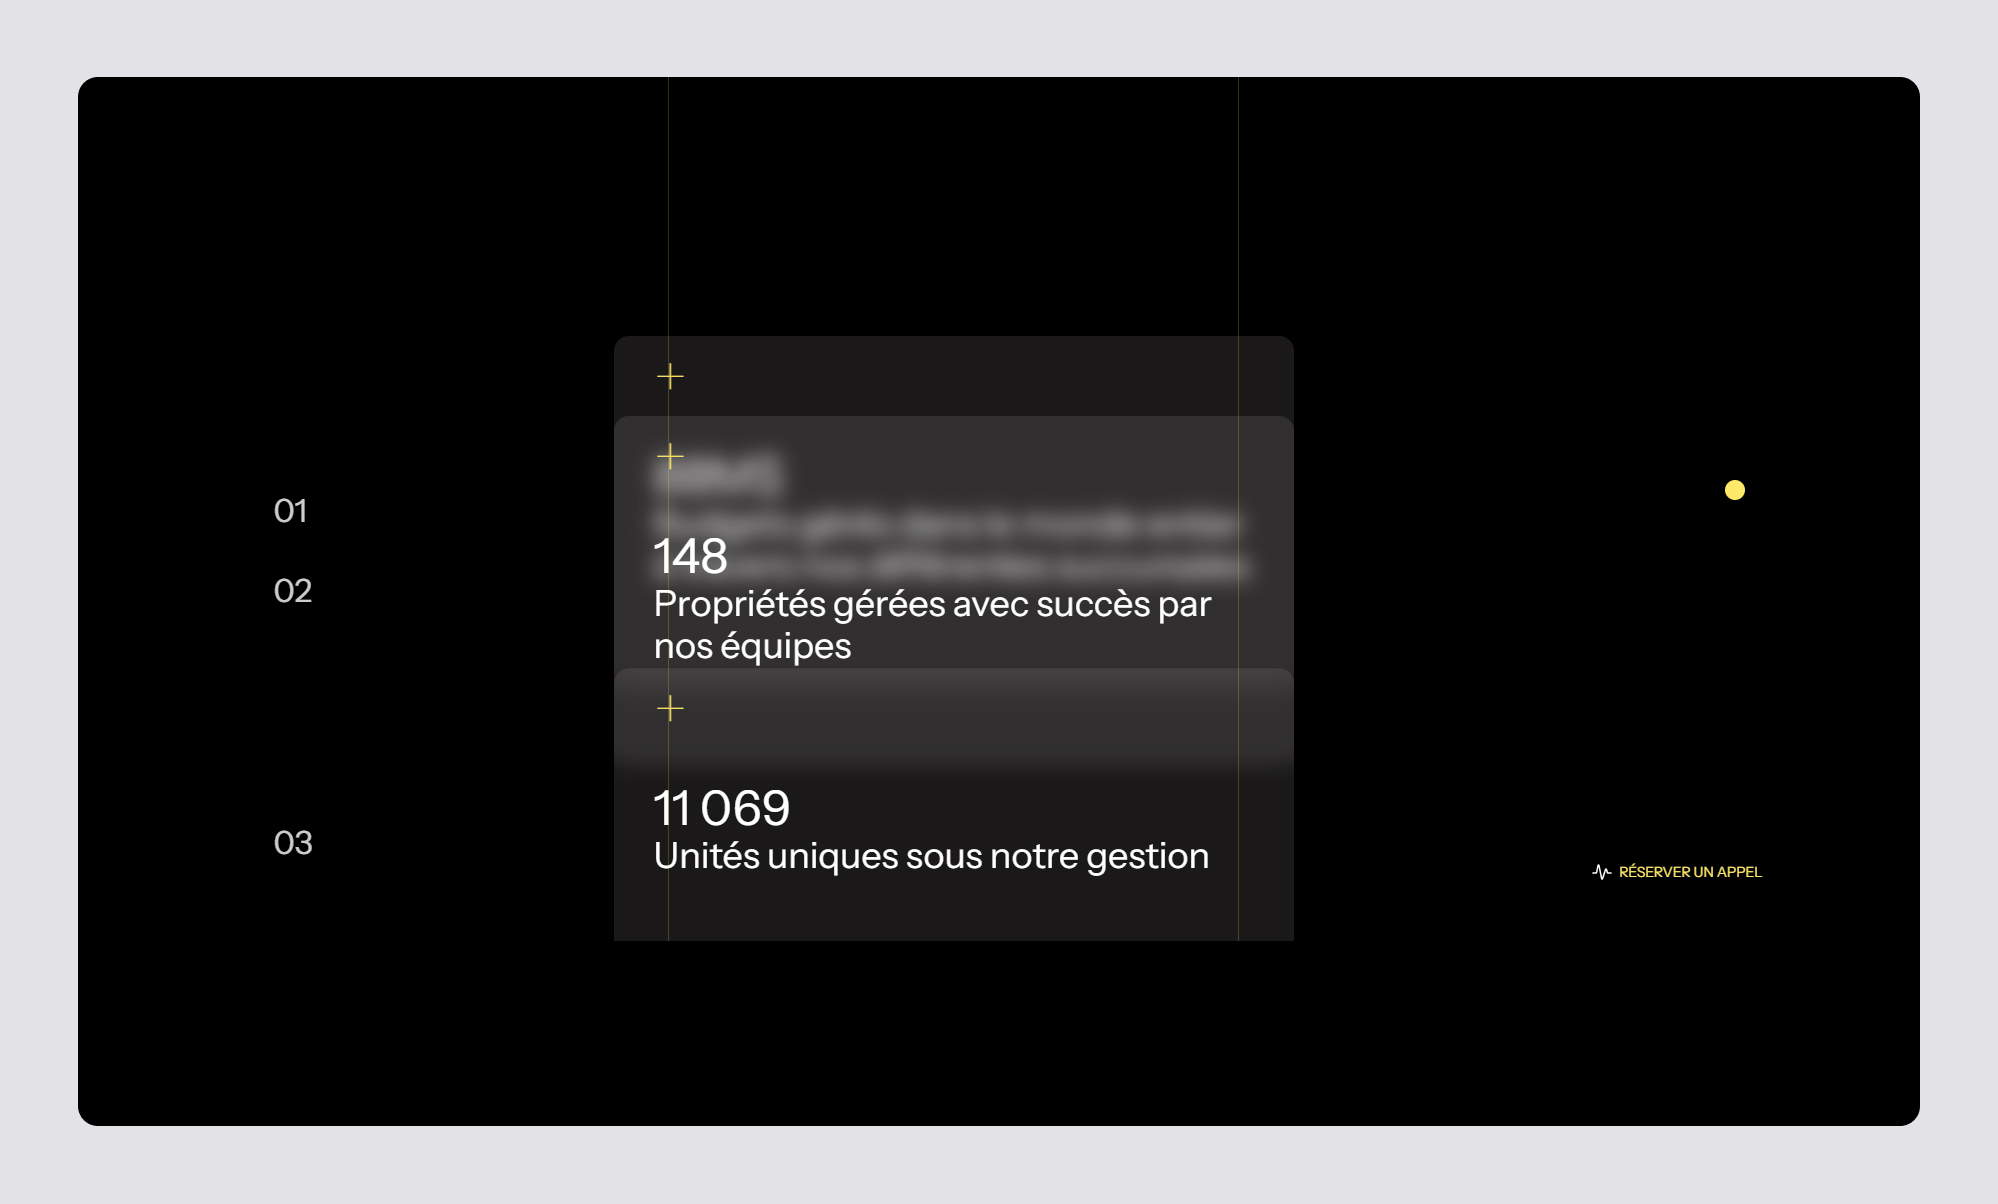 01
02
148
Propriétés gérées avec succès par
nos équipes
03
11 069
Unités uniques sous notre gestion
RÉSERVER UN APPEL